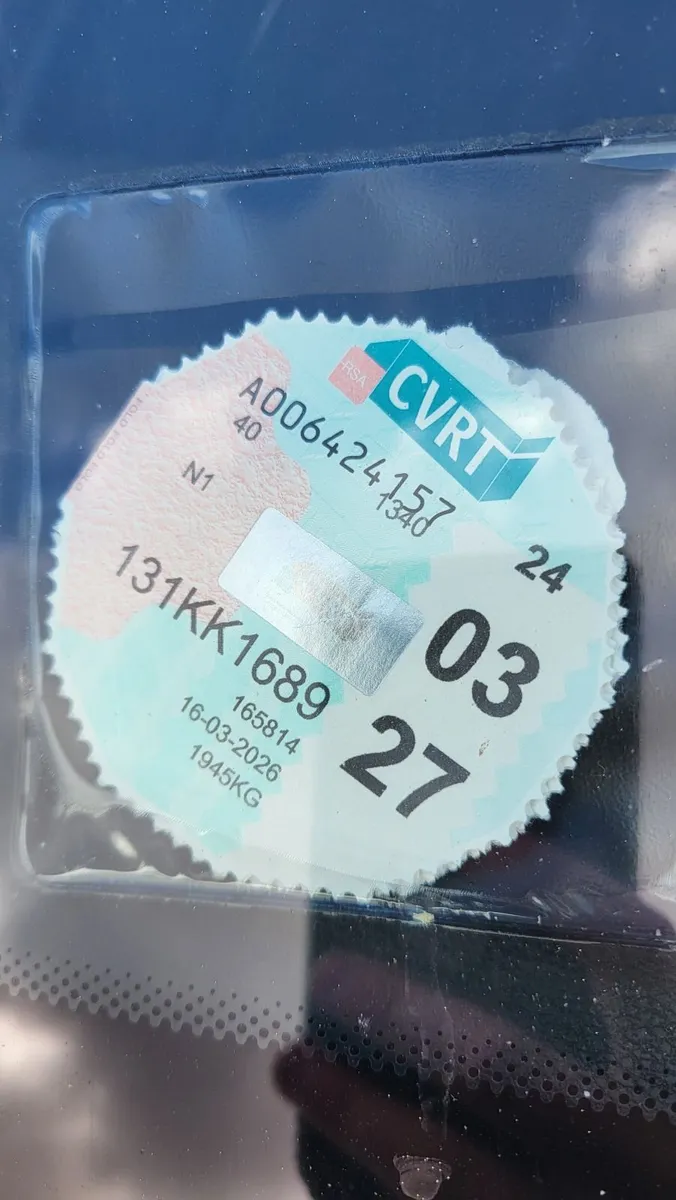 RSA
CVRT
A006424157
40
1340
N1
24
131KK1689
03
165814
16-03-2026
27
1945KG